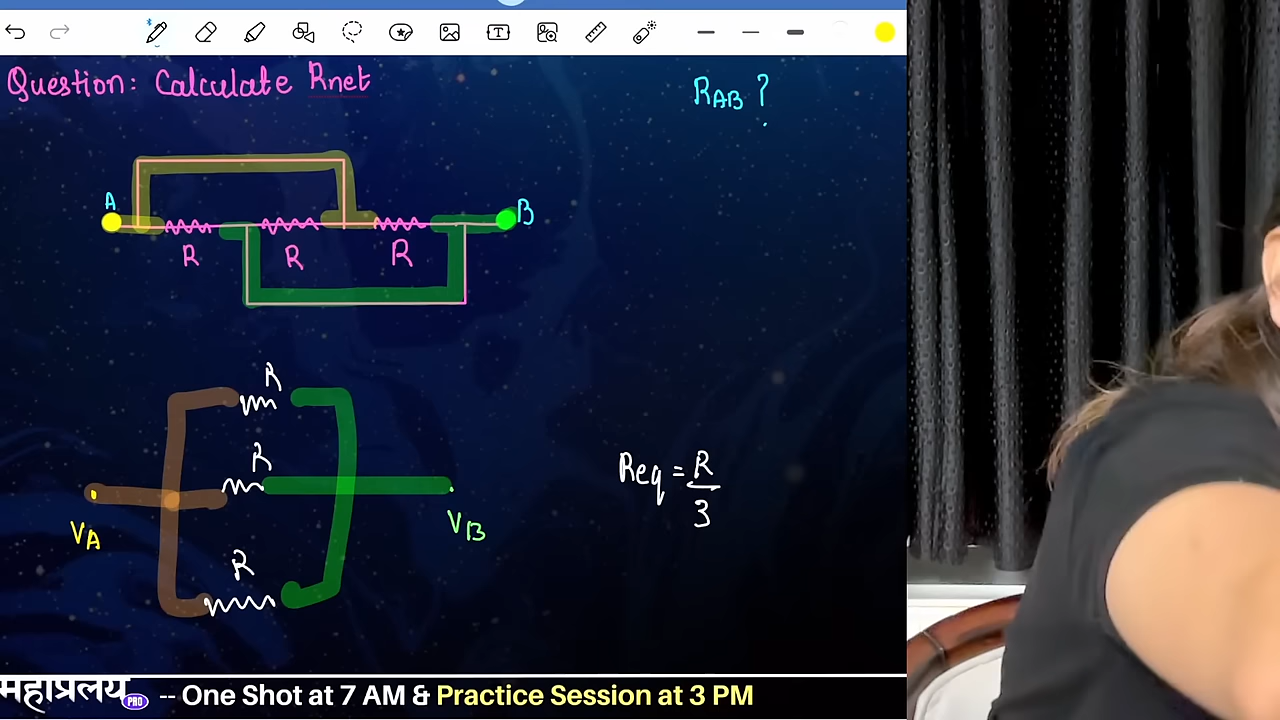 Question: Calculate Rnet
RAB ?
A
B
R R R
R
R
Req = R
3
VA
VB
R
महाप्रलय PRO -- One Shot at 7 AM & Practice Session at 3 PM